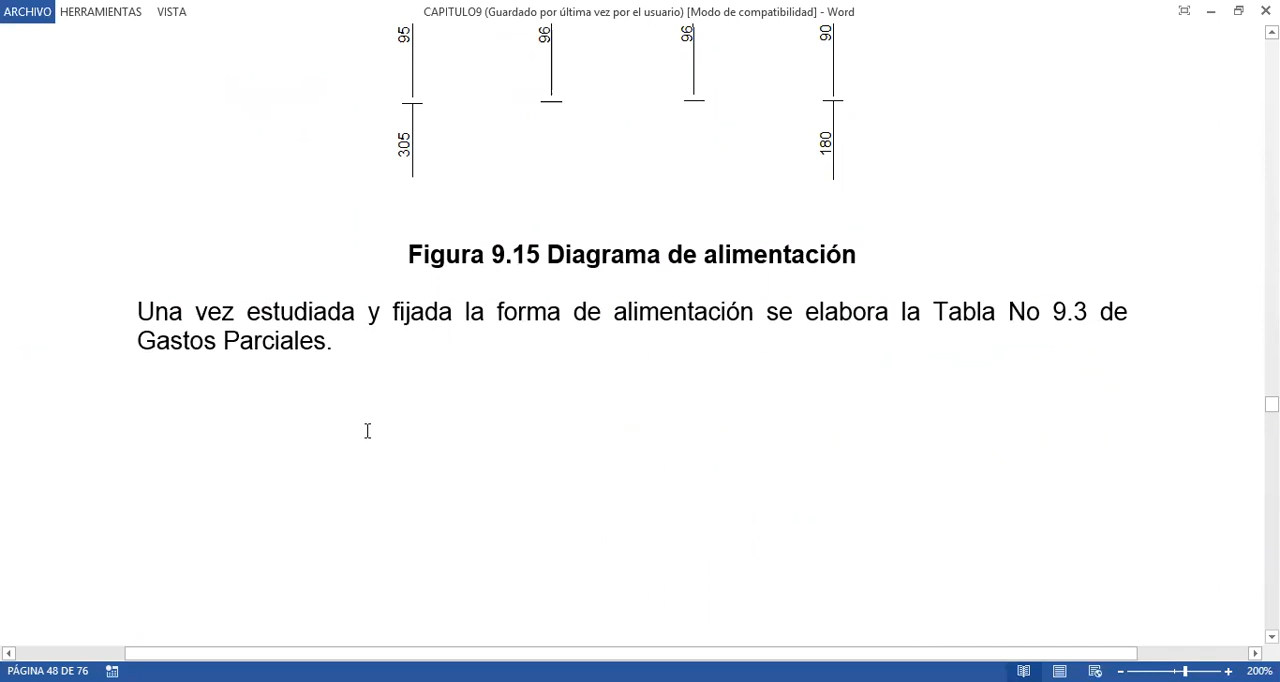 ARCHIVO HERRAMIENTAS VISTA CAPITULO9 (Guardado por última vez por el usuario) [Modo de compatibilidad] - Word
95 96 96 90
305 180
Figura 9.15 Diagrama de alimentación
Una vez estudiada y fijada la forma de alimentación se elabora la Tabla No 9.3 de
Gastos Parciales.
PÁGINA 48 DE 76 200%